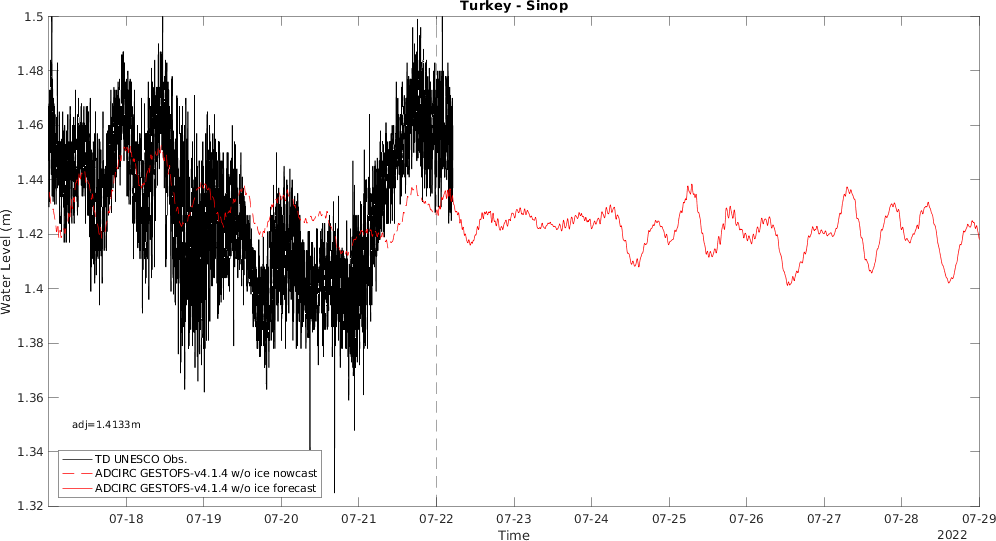 Turkey - Sinop
Water Level (m)
1.5
1.48
1.46
1.44
1.42
1.4
1.38
1.36
1.34
1.32
adj=1.4133m
TD UNESCO Obs.
ADCIRC GESTOFS-v4.1.4 w/o ice nowcast
ADCIRC GESTOFS-v4.1.4 w/o ice forecast
07-18 07-19 07-20 07-21 07-22 07-23 07-24 07-25 07-26 07-27 07-28 07-29
Time
2022